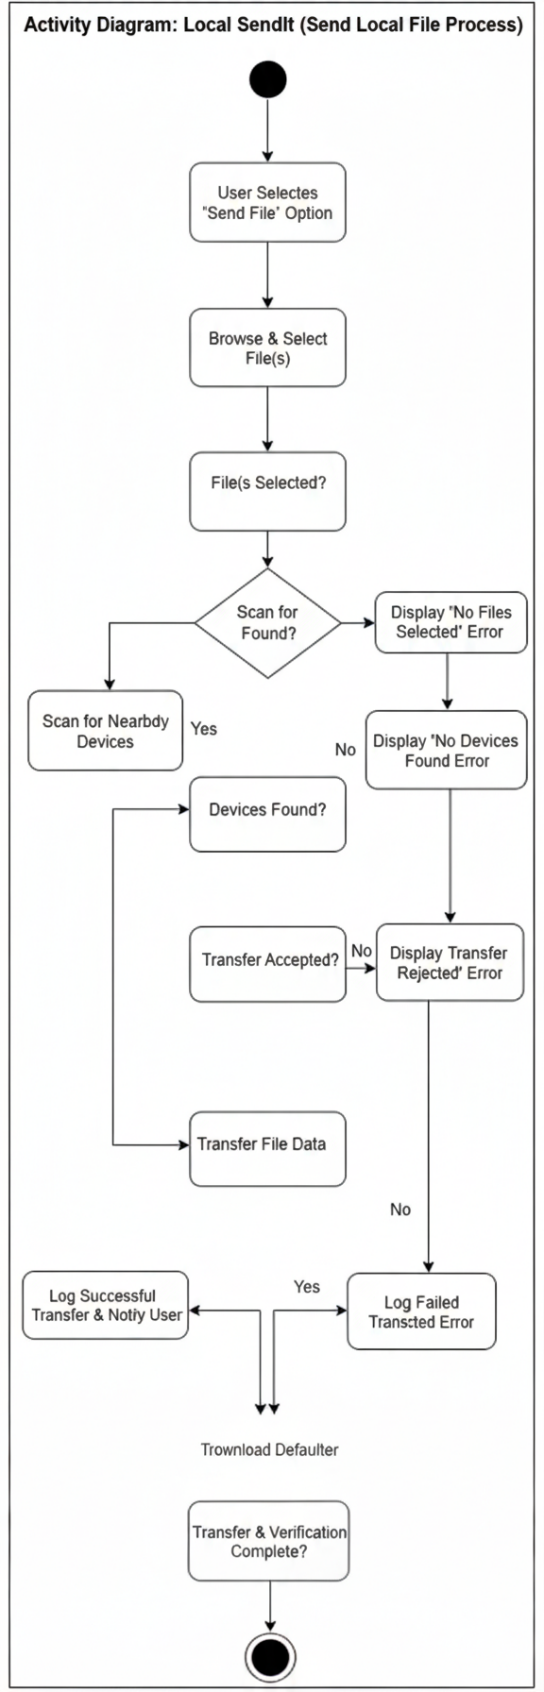 Activity Diagram: Local SendIt (Send Local File Process)
User Selectes
"Send File' Option
Browse & Select
File(s)
File(s Selected?
Scan for
Found?
Display 'No Files
Selected' Error
Scan for Nearbdy
Devices
Yes
No
Display 'No Devices
Found Error
Devices Found?
Transfer Accepted?
No
Display Transfer
Rejected' Error
Transfer File Data
No
Log Successful
Transfer & Notry User
Yes
Log Failed
Transcted Error
Trownload Defaulter
Transfer & Verification
Complete?